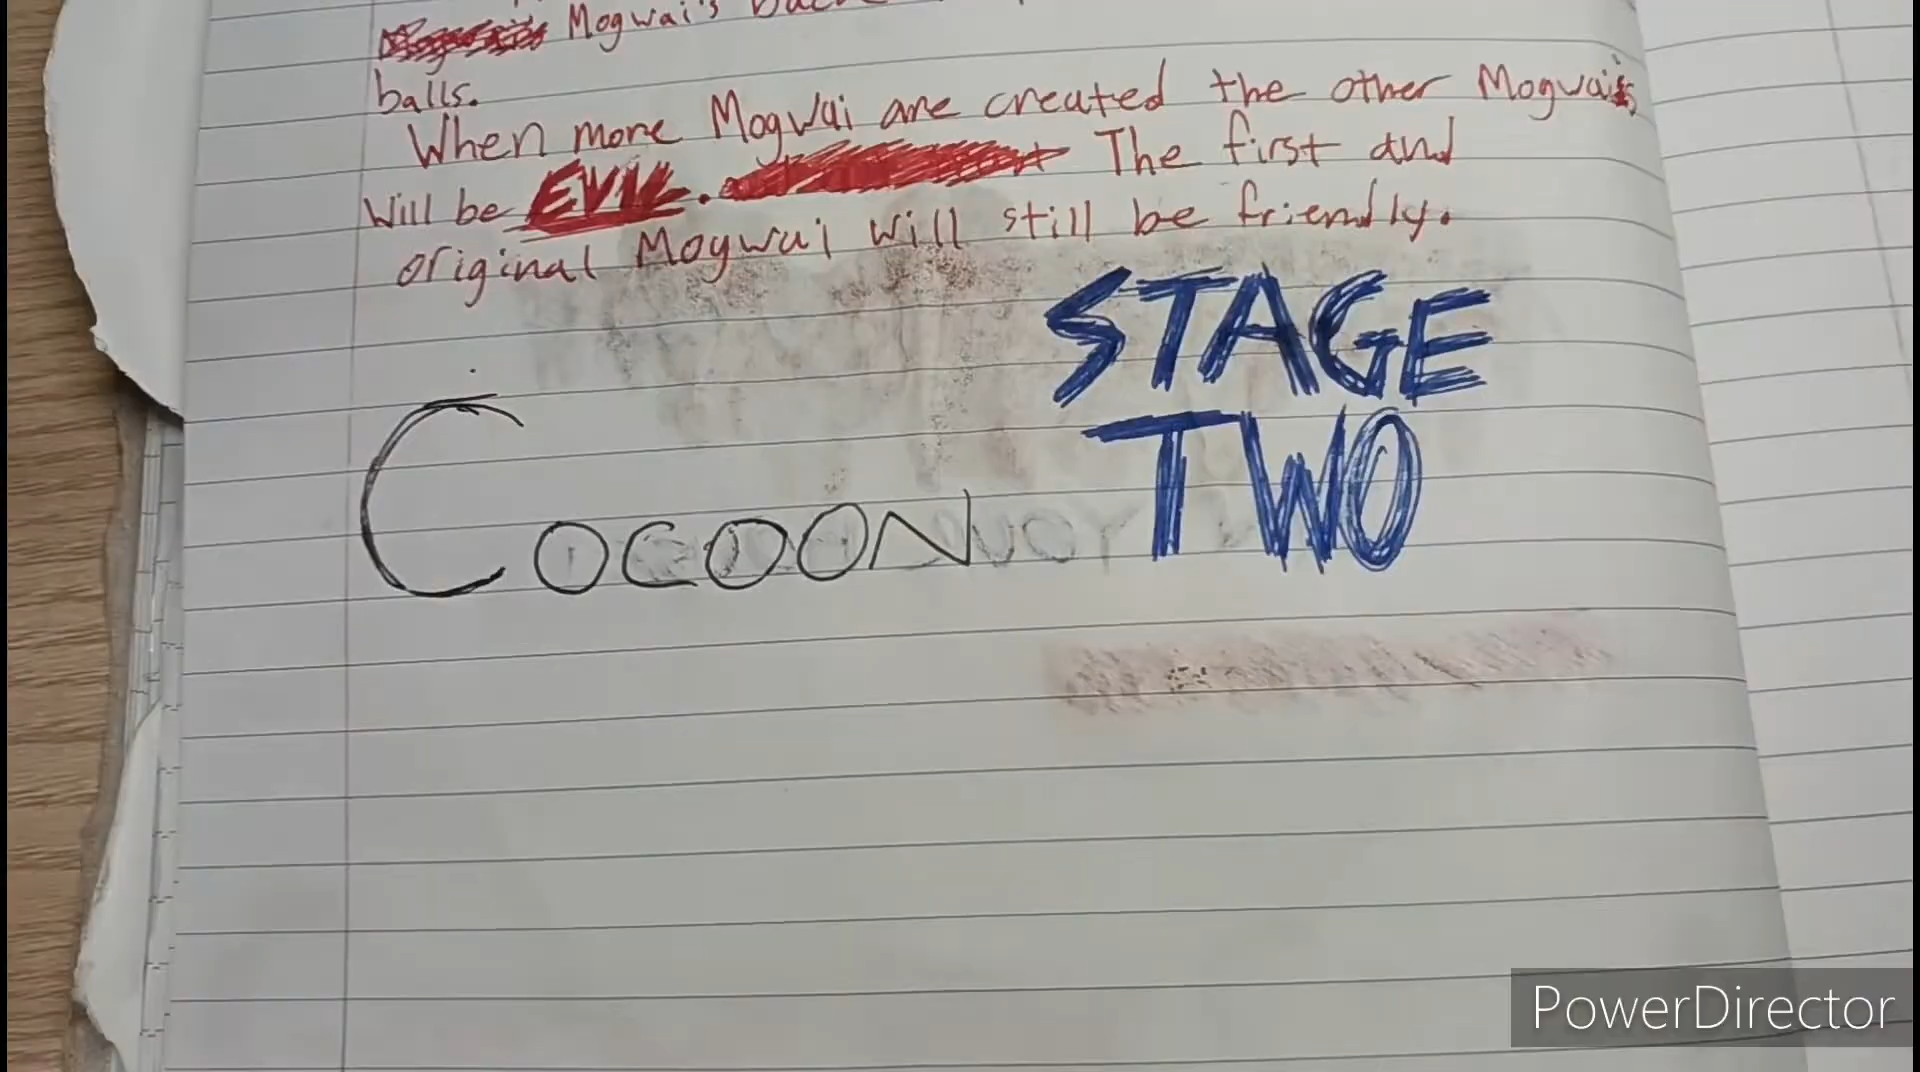 Mogwai's
balls.
When more Mogwai are created the other Mogwai's
will be EVIL. The first and
original Mogwai will still be friendly.
STAGE
TWO
Cocoon
PowerDirector